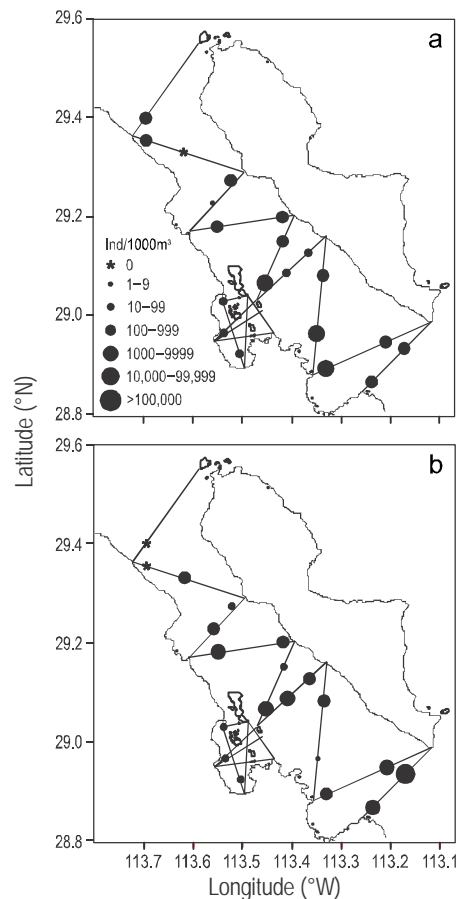 a
29.6
29.4
29.2
29.0
28.8
Ind/1000m³
* 0
1–9
10–99
100–999
1000–9999
10,000–99,999
>100,000
Latitude (°N)
b
29.6
29.4
29.2
29.0
28.8
113.7 113.6 113.5 113.4 113.3 113.2 113.1
Longitude (°W)